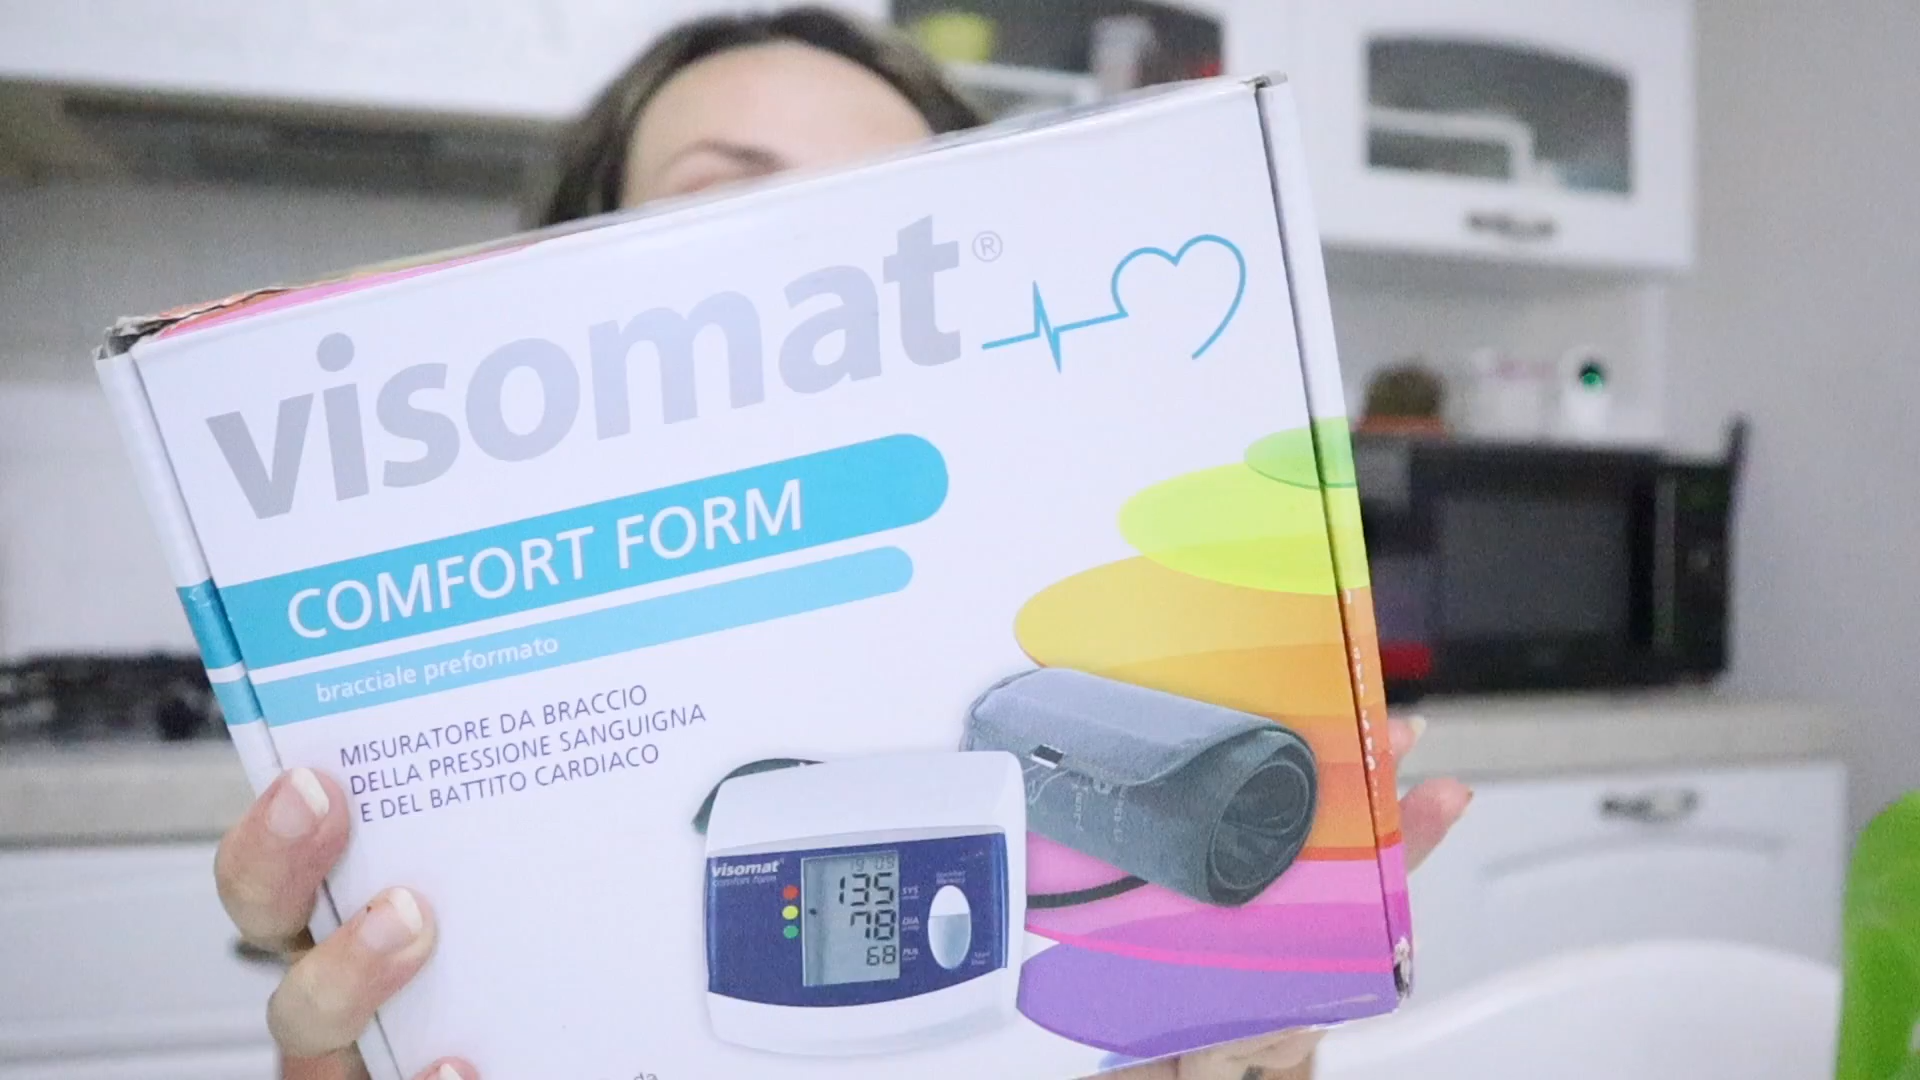 visomat®
COMFORT FORM
bracciale preformato
MISURATORE DA BRACCIO
DELLA PRESSIONE SANGUIGNA
E DEL BATTITO CARDIACO
visomat
comfort form
135 SYS
78 DIA
68 PUL
da